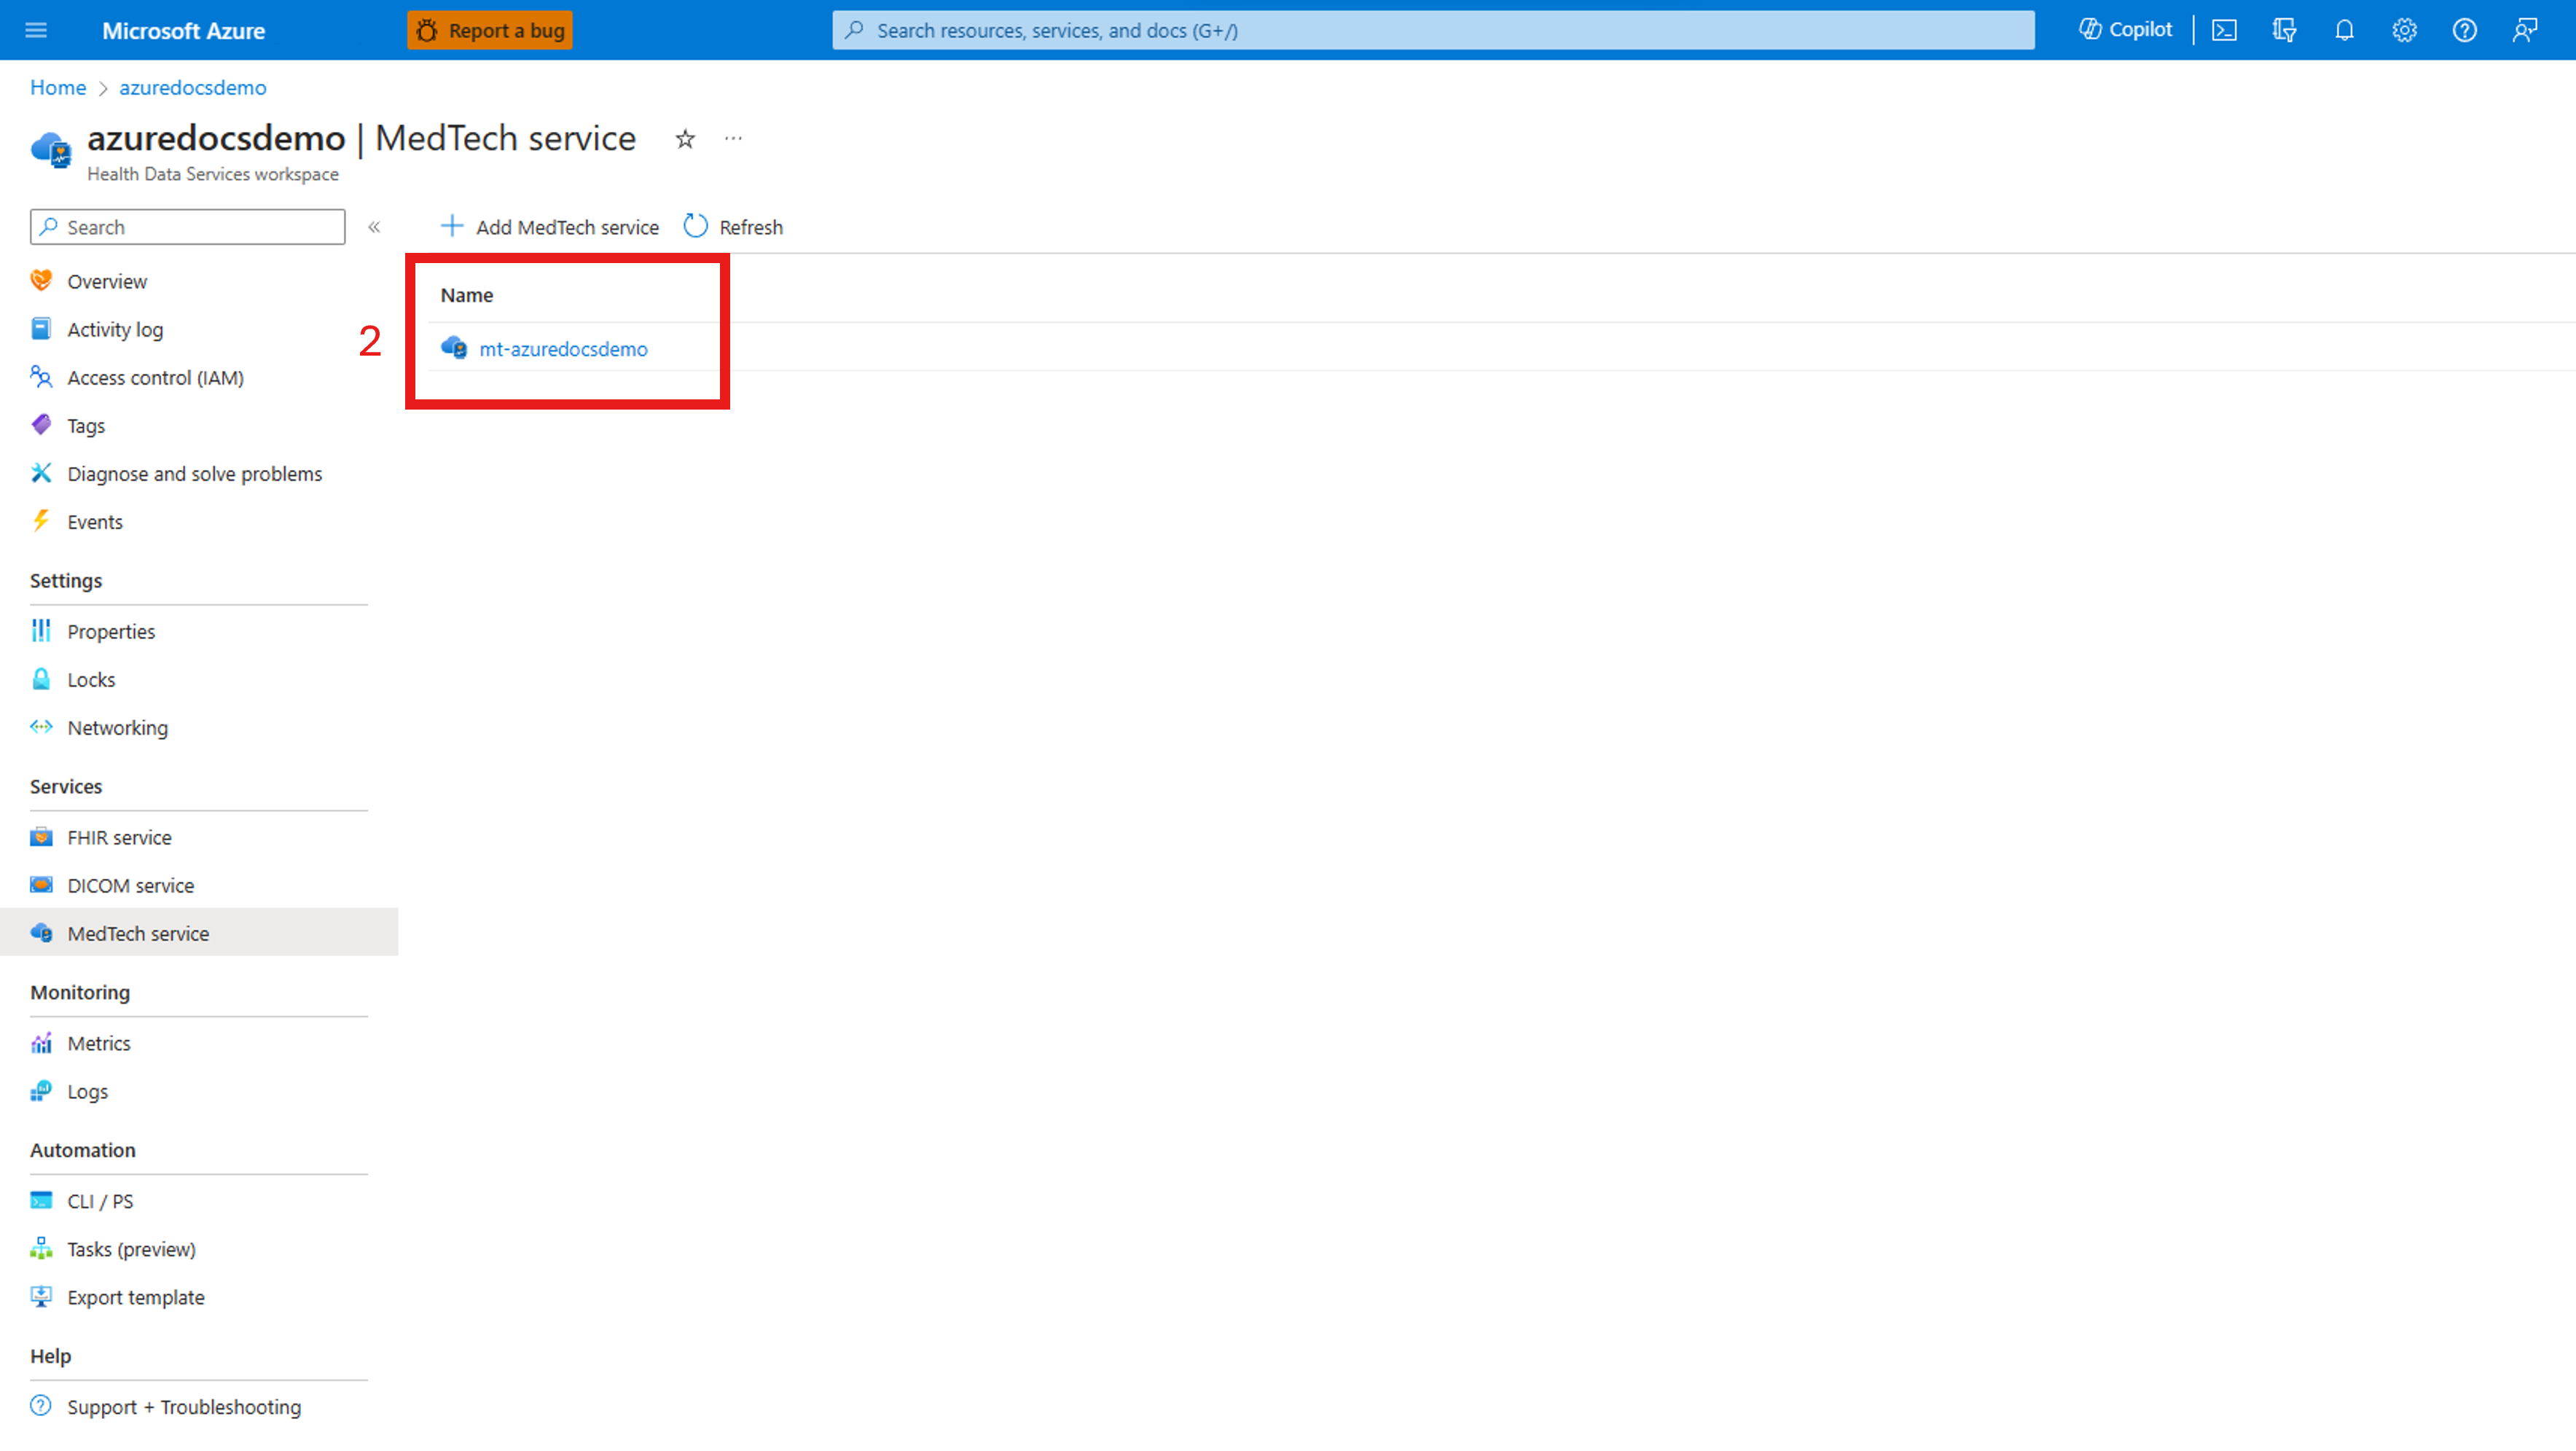 Microsoft Azure
Report a bug
Search resources, services, and docs (G+/)
Copilot
Home > azuredocsdemo
azuredocsdemo | MedTech service
Health Data Services workspace
Search
Add MedTech service
Refresh
Overview
Activity log
Access control (IAM)
Tags
Diagnose and solve problems
Events
Settings
Properties
Locks
Networking
Services
FHIR service
DICOM service
MedTech service
Monitoring
Metrics
Logs
Automation
CLI / PS
Tasks (preview)
Export template
Help
Support + Troubleshooting
2
Name
mt-azuredocsdemo